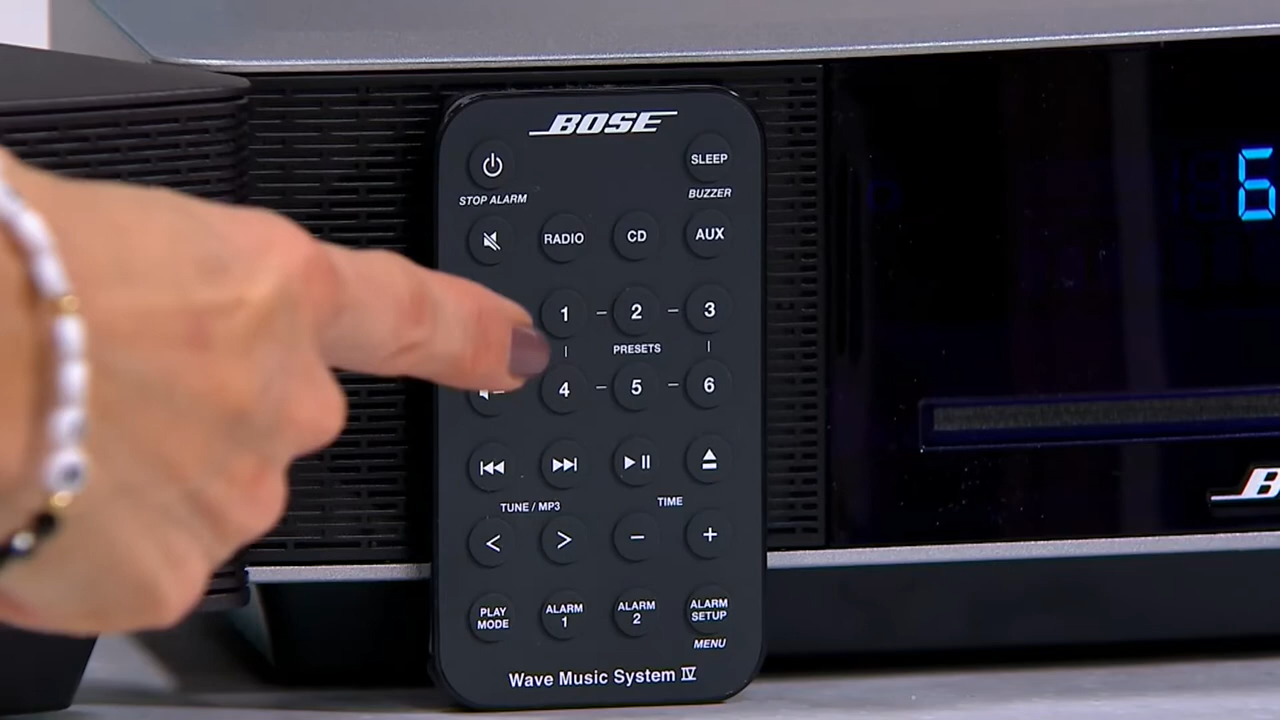 BOSE
SLEEP
STOP ALARM BUZZER
RADIO CD AUX
1 – 2 – 3
PRESETS
4 – 5 – 6
TUNE / MP3 TIME
< > − +
PLAY MODE ALARM 1 ALARM 2 ALARM SETUP
MENU
Wave Music System IV
6